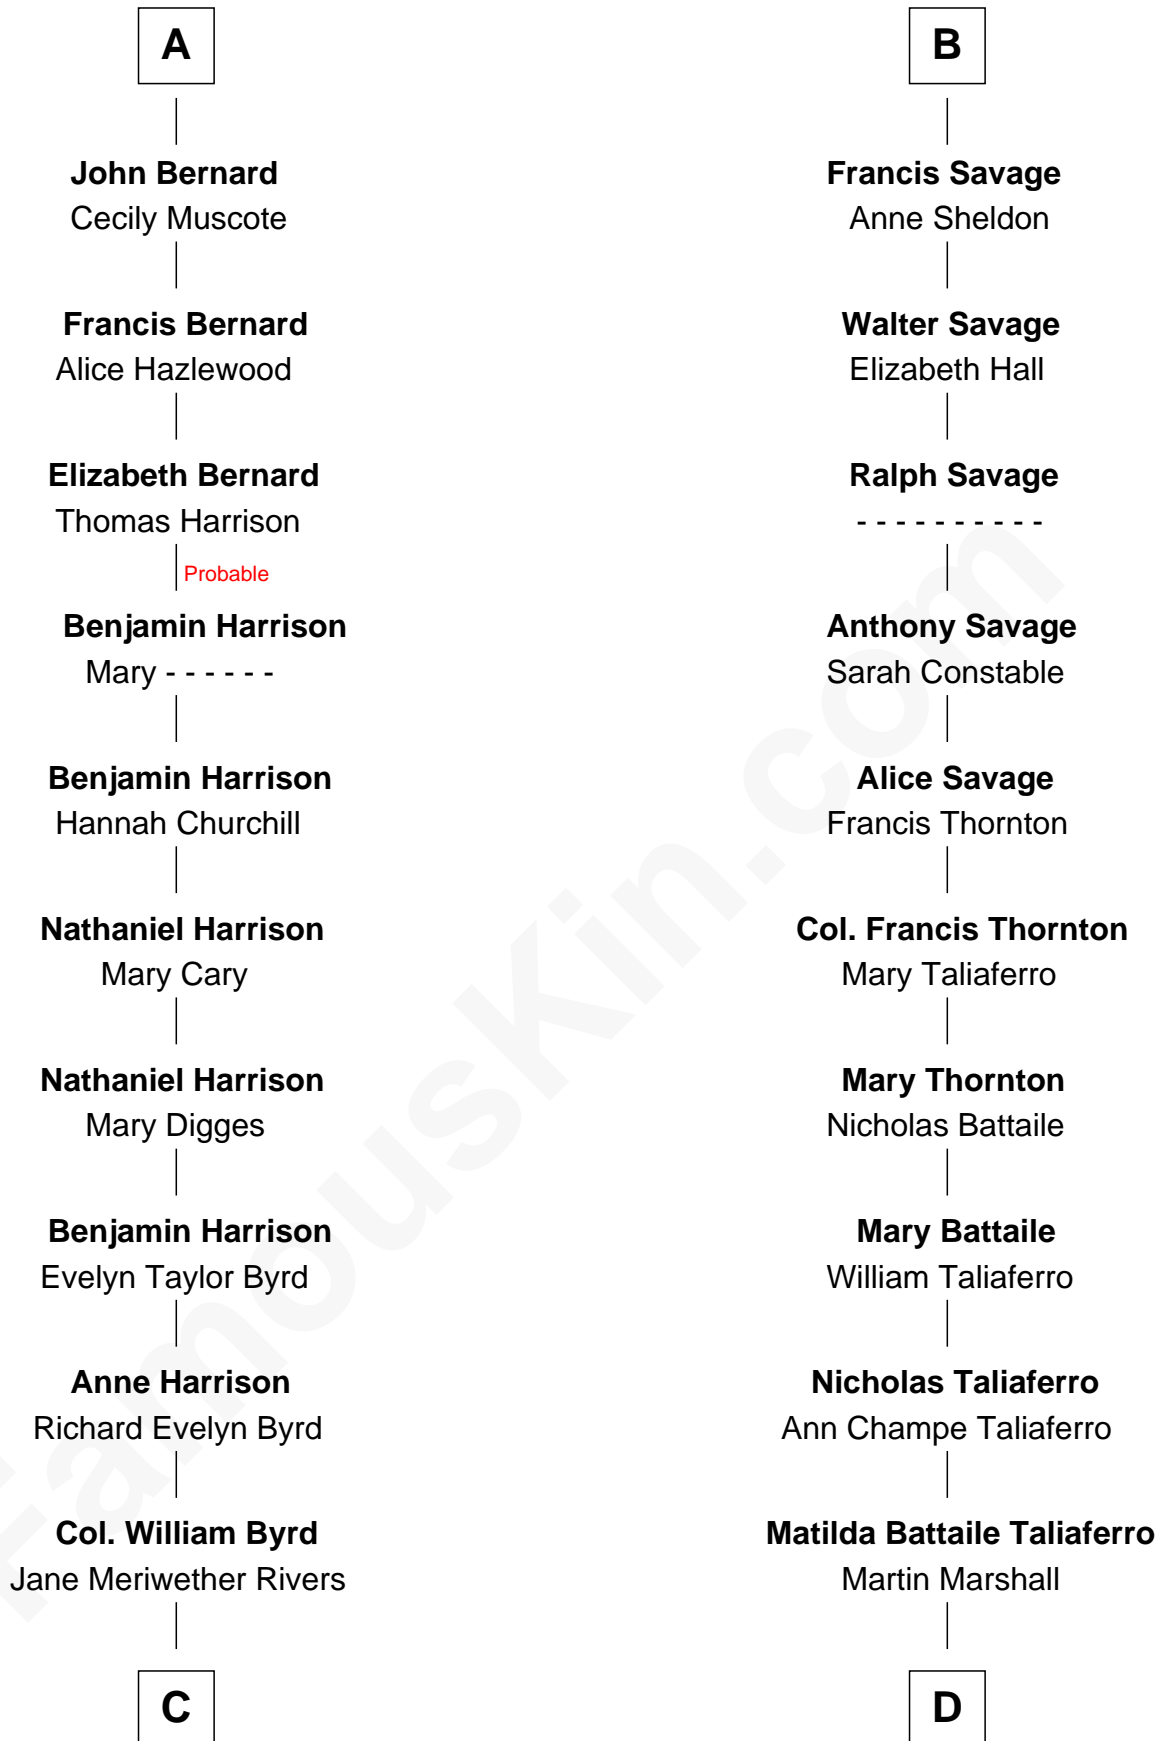 A
John Bernard
Cecily Muscote
Francis Bernard
Alice Hazlewood
Elizabeth Bernard
Thomas Harrison
Probable
Benjamin Harrison
Mary - - - - - -
Benjamin Harrison
Hannah Churchill
Nathaniel Harrison
Mary Cary
Nathaniel Harrison
Mary Digges
Benjamin Harrison
Evelyn Taylor Byrd
Anne Harrison
Richard Evelyn Byrd
Col. William Byrd
Jane Meriwether Rivers
C
B
Francis Savage
Anne Sheldon
Walter Savage
Elizabeth Hall
Ralph Savage
- - - - - - - - - -
Anthony Savage
Sarah Constable
Alice Savage
Francis Thornton
Col. Francis Thornton
Mary Taliaferro
Mary Thornton
Nicholas Battaile
Mary Battaile
William Taliaferro
Nicholas Taliaferro
Ann Champe Taliaferro
Matilda Battaile Taliaferro
Martin Marshall
D
FamousKin.com